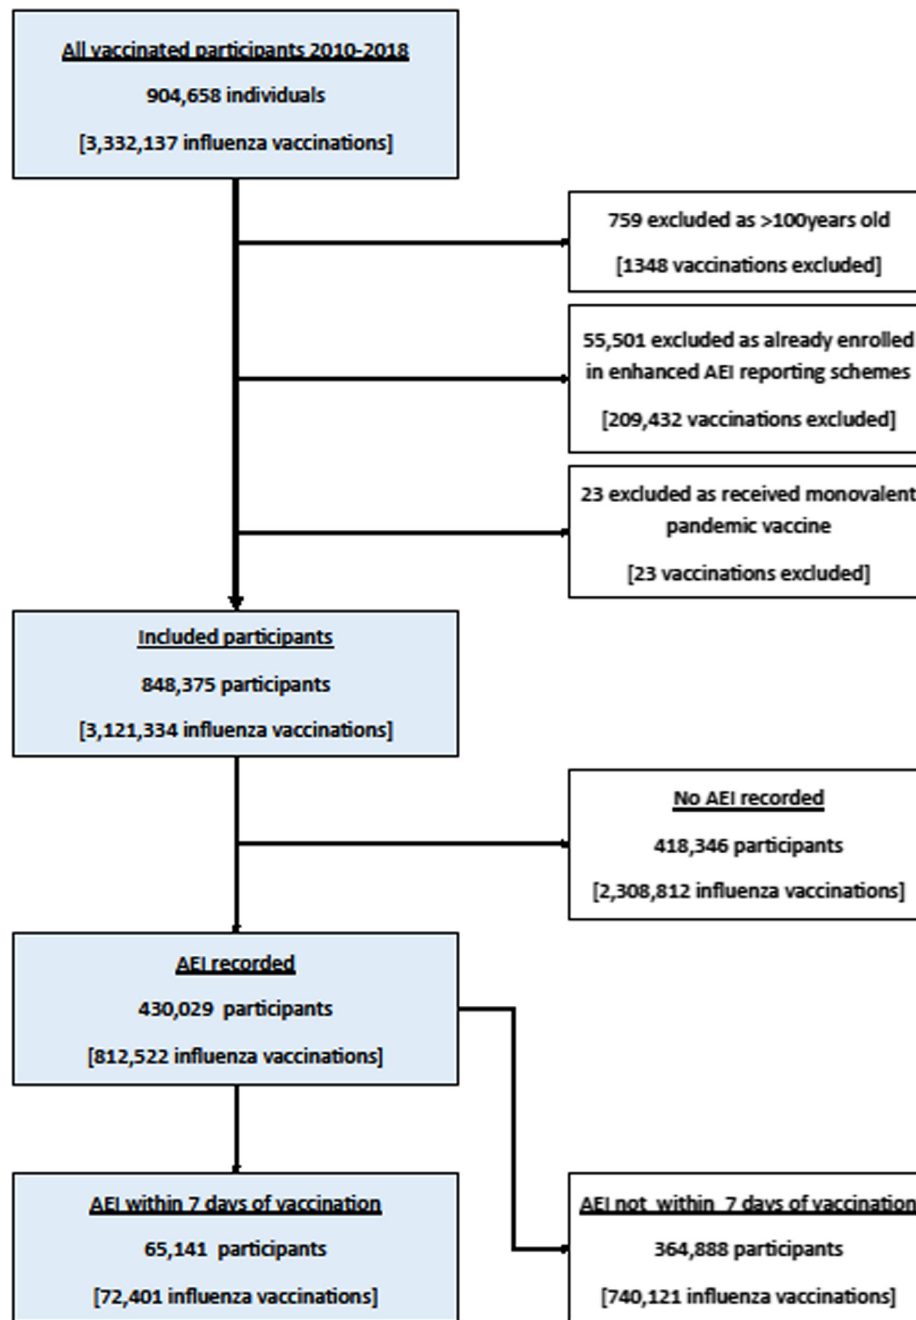 All vaccinated participants 2010-2018
904,658 individuals
[3,332,137 influenza vaccinations]
759 excluded as >100years old
[1348 vaccinations excluded]
55,501 excluded as already enrolled
in enhanced AEI reporting schemes
[209,432 vaccinations excluded]
23 excluded as received monovalent
pandemic vaccine
[23 vaccinations excluded]
Included participants
848,375 participants
[3,121,334 influenza vaccinations]
No AEI recorded
418,346 participants
[2,308,812 influenza vaccinations]
AEI recorded
430,029 participants
[812,522 influenza vaccinations]
AEI within 7 days of vaccination
65,141 participants
[72,401 influenza vaccinations]
AEI not within 7 days of vaccination
364,888 participants
[740,121 influenza vaccinations]